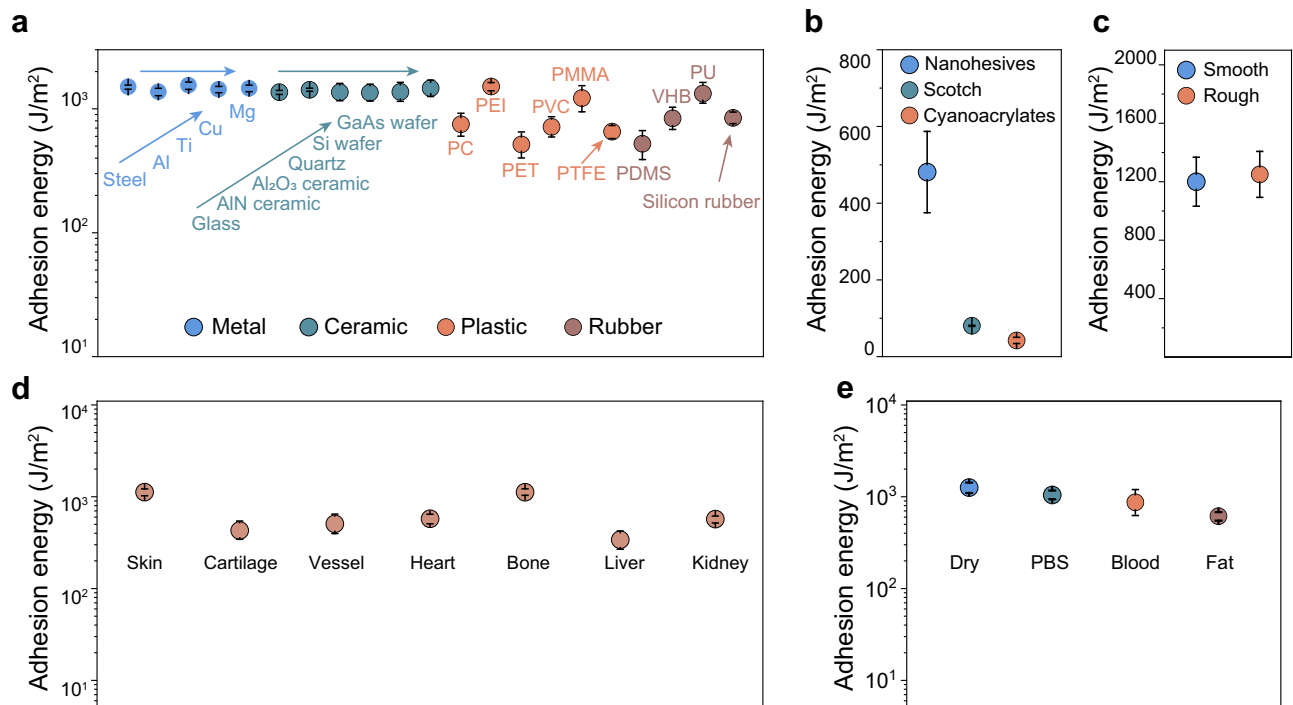 a
Adhesion energy (J/m²)
10³
10²
10¹
Steel
Al
Ti
Cu
Mg
Glass
AlN ceramic
Al₂O₃ ceramic
Quartz
Si wafer
GaAs wafer
PC
PEI
PET
PVC
PMMA
PTFE
PDMS
VHB
PU
Silicon rubber
Metal
Ceramic
Plastic
Rubber
b
Adhesion energy (J/m²)
800
600
400
200
0
Nanohesives
Scotch
Cyanoacrylates
c
Adhesion energy (J/m²)
2000
1600
1200
800
400
Smooth
Rough
d
Adhesion energy (J/m²)
10⁴
10³
10²
10¹
Skin
Cartilage
Vessel
Heart
Bone
Liver
Kidney
e
Adhesion energy (J/m²)
10⁴
10³
10²
10¹
Dry
PBS
Blood
Fat